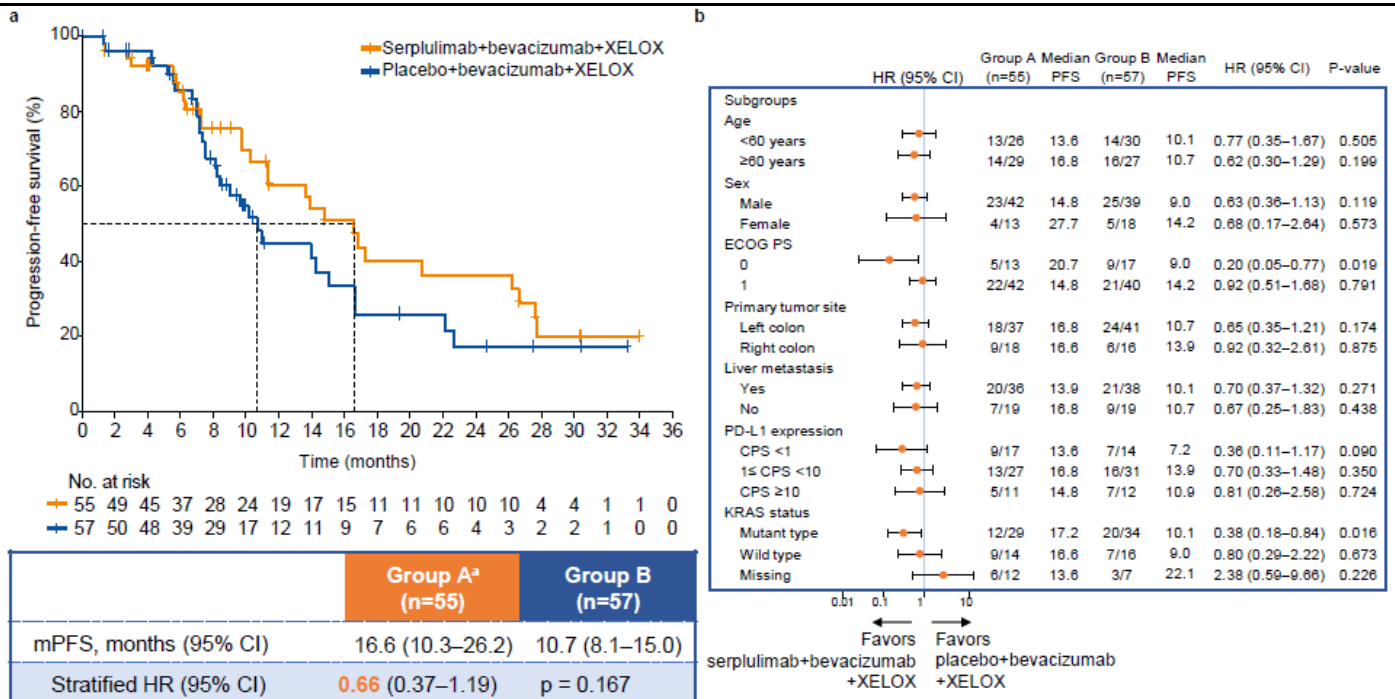 a
100
80
60
40
20
0
Progression-free survival (%)
Serplulimab+bevacizumab+XELOX
Placebo+bevacizumab+XELOX
0 2 4 6 8 10 12 14 16 18 20 22 24 26 28 30 32 34 36
Time (months)
No. at risk
55 49 45 37 28 24 19 17 15 11 11 10 10 10 4 4 1 1 0
57 50 48 39 29 17 12 11 9 7 6 6 4 3 2 2 1 0 0
Group Aª (n=55) Group B (n=57)
mPFS, months (95% CI) 16.6 (10.3–26.2) 10.7 (8.1–15.0)
Stratified HR (95% CI) 0.66 (0.37–1.19) p = 0.167
b
HR (95% CI) Group A (n=55) Median PFS Group B (n=57) Median PFS HR (95% CI) P-value
Subgroups
Age
<60 years 13/26 13.6 14/30 10.1 0.77 (0.35–1.67) 0.505
≥60 years 14/29 16.8 16/27 10.7 0.62 (0.30–1.29) 0.199
Sex
Male 23/42 14.8 25/39 9.0 0.63 (0.36–1.13) 0.119
Female 4/13 27.7 5/18 14.2 0.68 (0.17–2.64) 0.573
ECOG PS
0 5/13 20.7 9/17 9.0 0.20 (0.05–0.77) 0.019
1 22/42 14.8 21/40 14.2 0.92 (0.51–1.68) 0.791
Primary tumor site
Left colon 18/37 16.8 24/41 10.7 0.65 (0.35–1.21) 0.174
Right colon 9/18 16.6 6/16 13.9 0.92 (0.32–2.61) 0.875
Liver metastasis
Yes 20/36 13.9 21/38 10.1 0.70 (0.37–1.32) 0.271
No 7/19 16.8 9/19 10.7 0.67 (0.25–1.83) 0.438
PD-L1 expression
CPS <1 9/17 13.6 7/14 7.2 0.36 (0.11–1.17) 0.090
1≤ CPS <10 13/27 16.8 16/31 13.9 0.70 (0.33–1.48) 0.350
CPS ≥10 5/11 14.8 7/12 10.9 0.81 (0.26–2.58) 0.724
KRAS status
Mutant type 12/29 17.2 20/34 10.1 0.38 (0.18–0.84) 0.016
Wild type 9/14 16.6 7/16 9.0 0.80 (0.29–2.22) 0.673
Missing 6/12 13.6 3/7 22.1 2.38 (0.59–9.66) 0.226
0.01 0.1 1 10
Favors serplulimab+bevacizumab +XELOX
Favors placebo+bevacizumab +XELOX